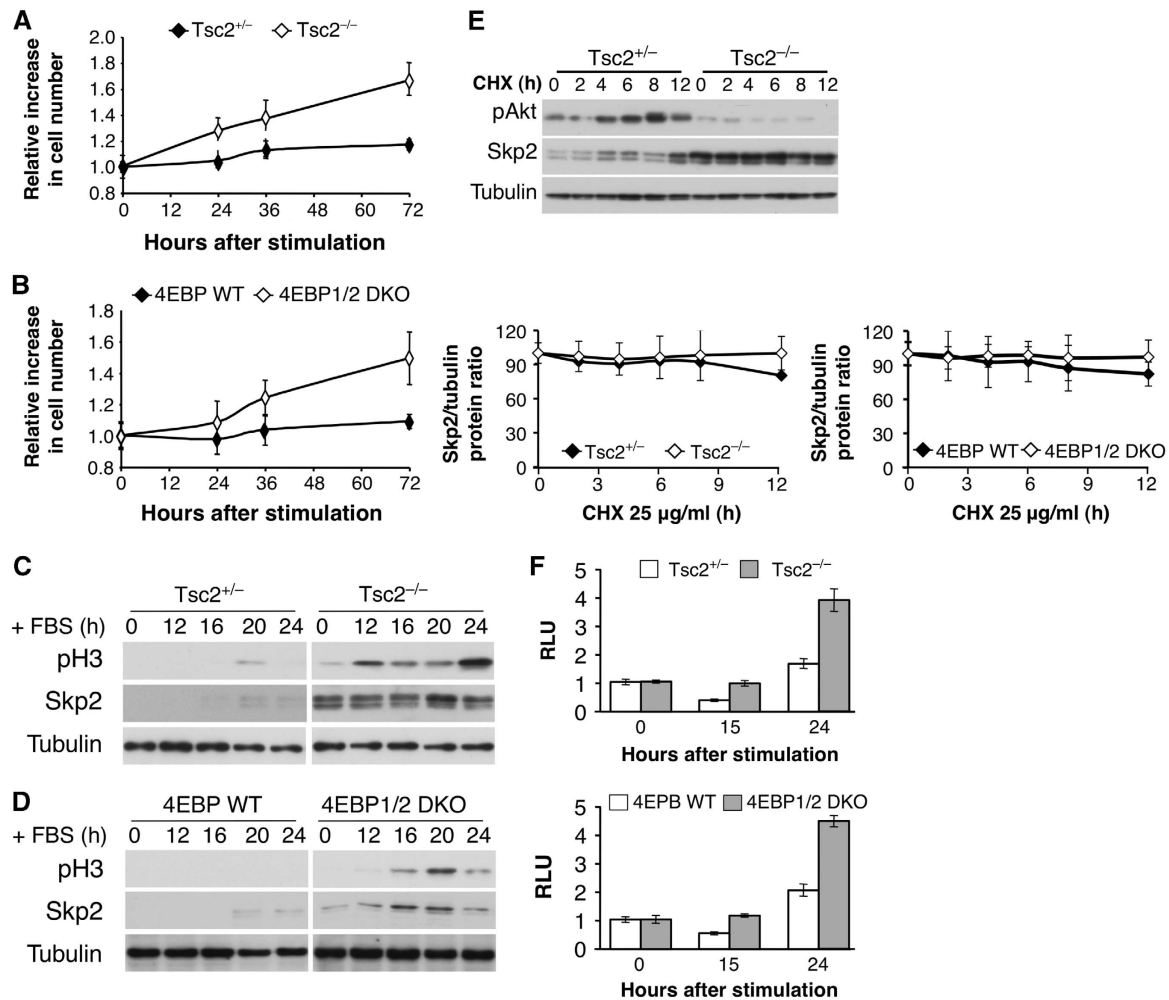 A
Tsc2+/– Tsc2–/–
Relative increase
in cell number
2.0
1.8
1.6
1.4
1.2
1.0
0.8
0 12 24 36 48 60 72
Hours after stimulation
B
4EBP WT 4EBP1/2 DKO
Relative increase
in cell number
1.8
1.6
1.4
1.2
1.0
0.8
0 12 24 36 48 60 72
Hours after stimulation
C
Tsc2+/– Tsc2–/–
+ FBS (h) 0 12 16 20 24 0 12 16 20 24
pH3
Skp2
Tubulin
D
4EBP WT 4EBP1/2 DKO
+ FBS (h) 0 12 16 20 24 0 12 16 20 24
pH3
Skp2
Tubulin
E
Tsc2+/– Tsc2–/–
CHX (h) 0 2 4 6 8 12 0 2 4 6 8 12
pAkt
Skp2
Tubulin
Skp2/tubulin
protein ratio
120
90
60
30
0
Tsc2+/– Tsc2–/–
0 3 6 9 12
CHX 25 µg/ml (h)
Skp2/tubulin
protein ratio
120
90
60
30
0
4EBP WT 4EBP1/2 DKO
0 3 6 9 12
CHX 25 µg/ml (h)
F
Tsc2+/– Tsc2–/–
RLU
5
4
3
2
1
0
0 15 24
Hours after stimulation
4EPB WT 4EBP1/2 DKO
RLU
5
4
3
2
1
0
0 15 24
Hours after stimulation